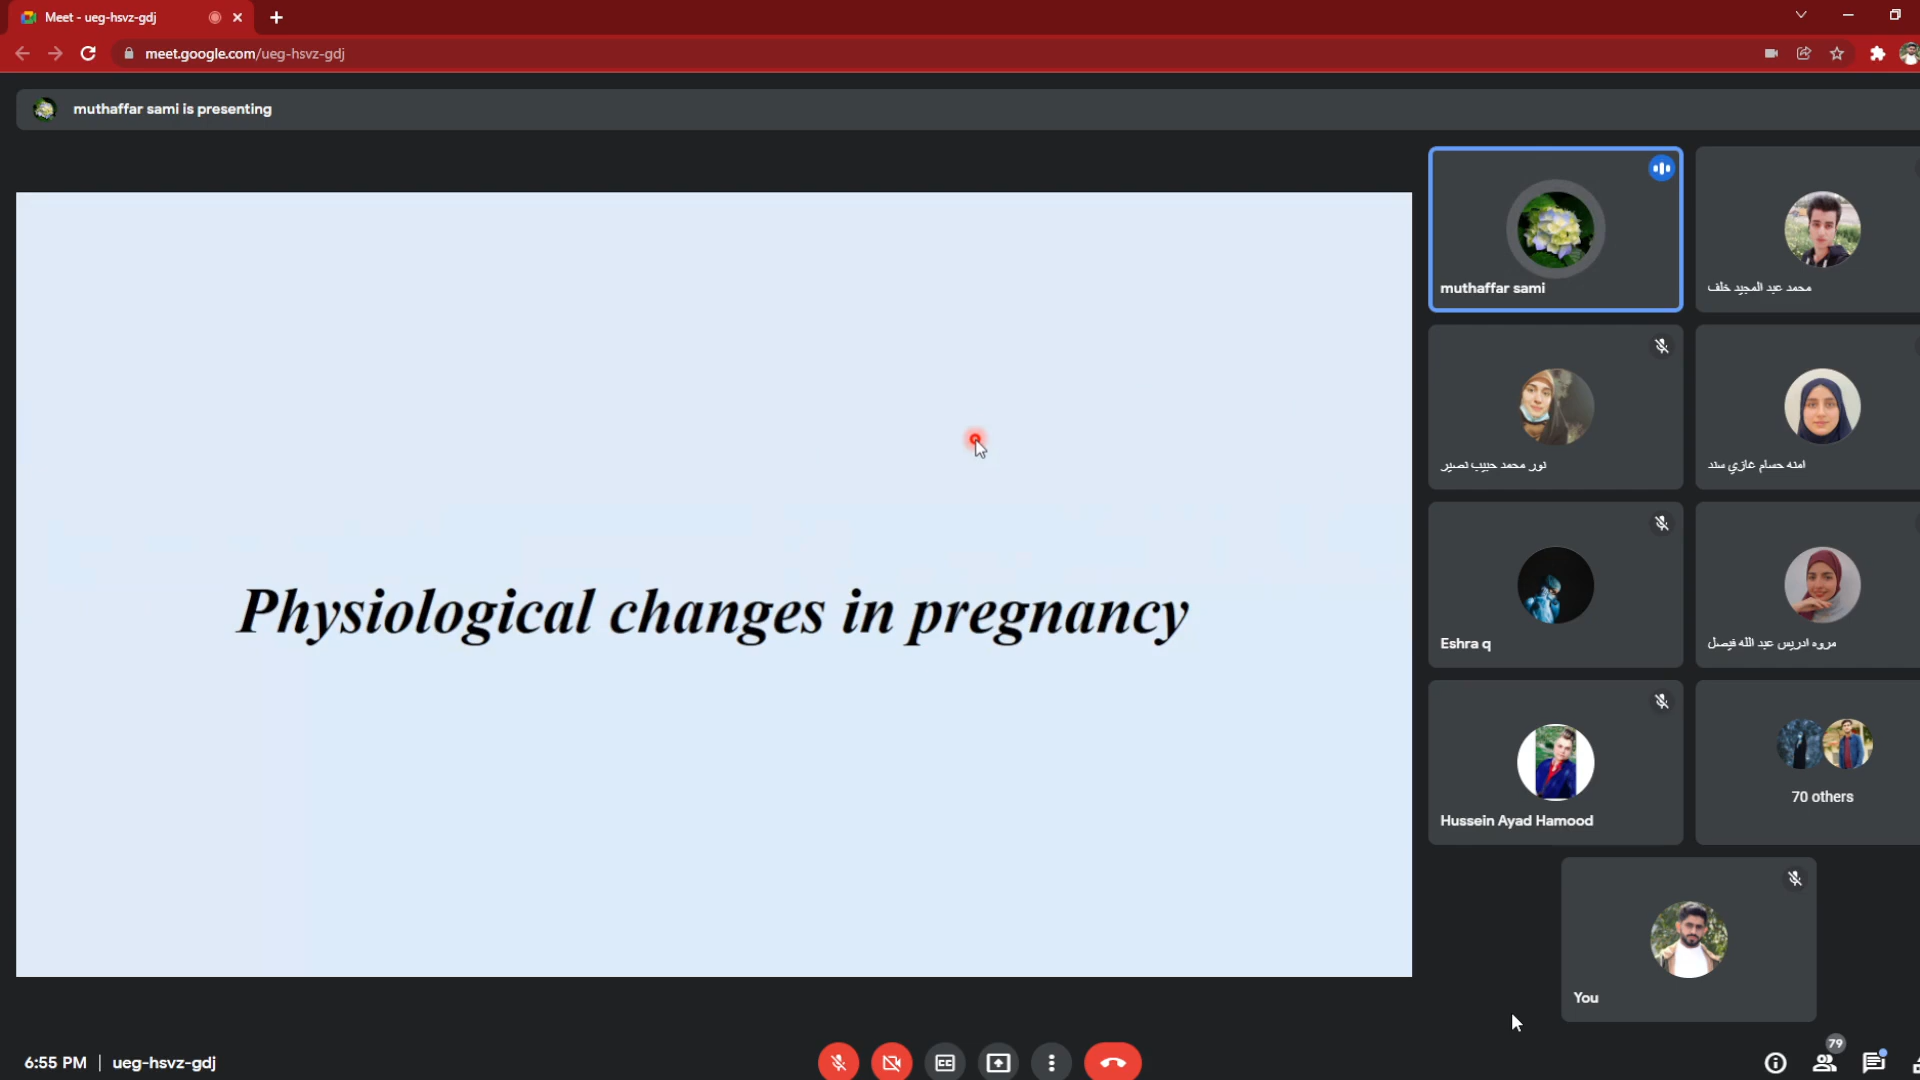 Meet - ueg-hsvz-gdj
meet.google.com/ueg-hsvz-gdj
muthaffar sami is presenting
Physiological changes in pregnancy
muthaffar sami
محمد عبد المجيد خلف
نور محمد حبيب نصير
امنه حسام غازي سند
Eshra q
مروه ادريس عبد الله فيصل
Hussein Ayad Hamood
70 others
You
6:55 PM | ueg-hsvz-gdj
79